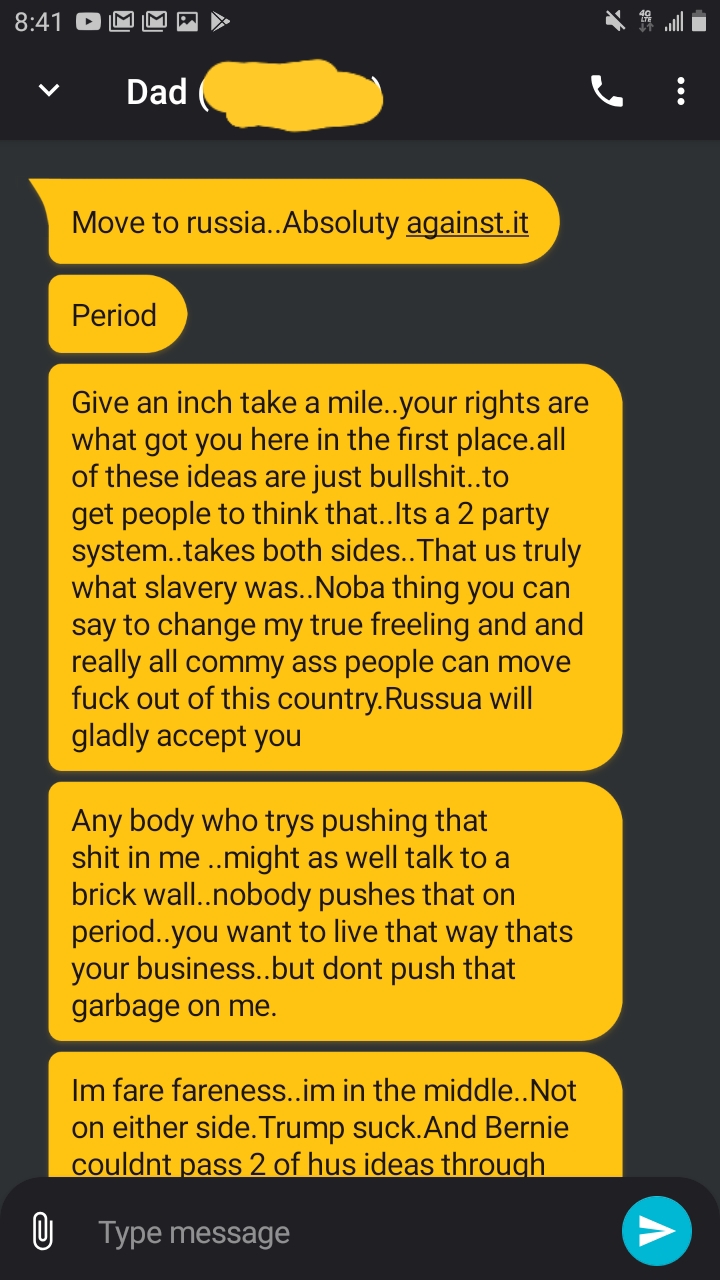 8:41
4G
LTE
Dad (
Move to russia..Absoluty against.it
Period
Give an inch take a mile..your rights are
what got you here in the first place.all
of these ideas are just bullshit..to
get people to think that..Its a 2 party
system..takes both sides..That us truly
what slavery was..Noba thing you can
say to change my true freeling and and
really all commy ass people can move
fuck out of this country.Russua will
gladly accept you
Any body who trys pushing that
shit in me ..might as well talk to a
brick wall..nobody pushes that on
period..you want to live that way thats
your business..but dont push that
garbage on me.
Im fare fareness..im in the middle..Not
on either side.Trump suck.And Bernie
couldnt pass 2 of hus ideas through
Type message